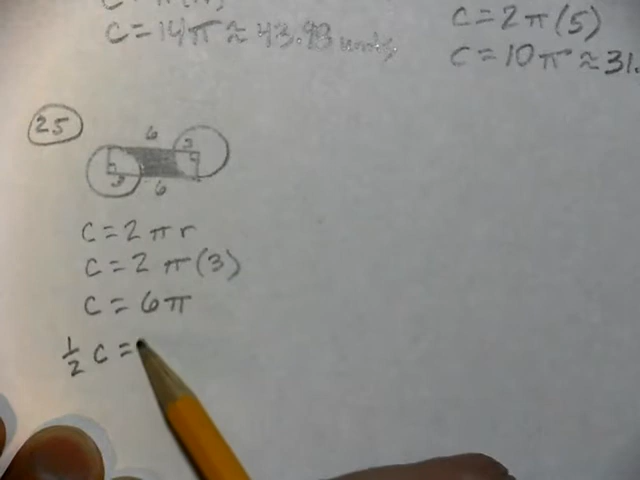 C = 14π ≈ 43.98 units
C = 2π(5)
C = 10π ≈ 31.
25
6
3
3
6
C = 2πr
C = 2π(3)
C = 6π
½ C =